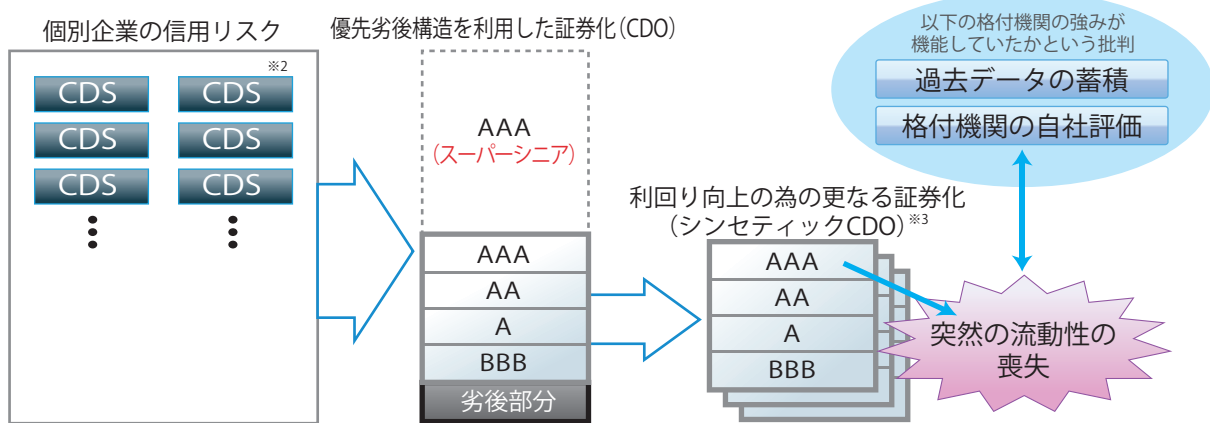 個別企業の信用リスク
※2
CDS CDS
CDS CDS
CDS CDS
優先劣後構造を利用した証券化(CDO)
AAA
(スーパーシニア)
AAA
AA
A
BBB
劣後部分
利回り向上の為の更なる証券化
(シンセティックCDO)※3
AAA
AA
A
BBB
以下の格付機関の強みが
機能していたかという批判
過去データの蓄積
格付機関の自社評価
突然の流動性の
喪失